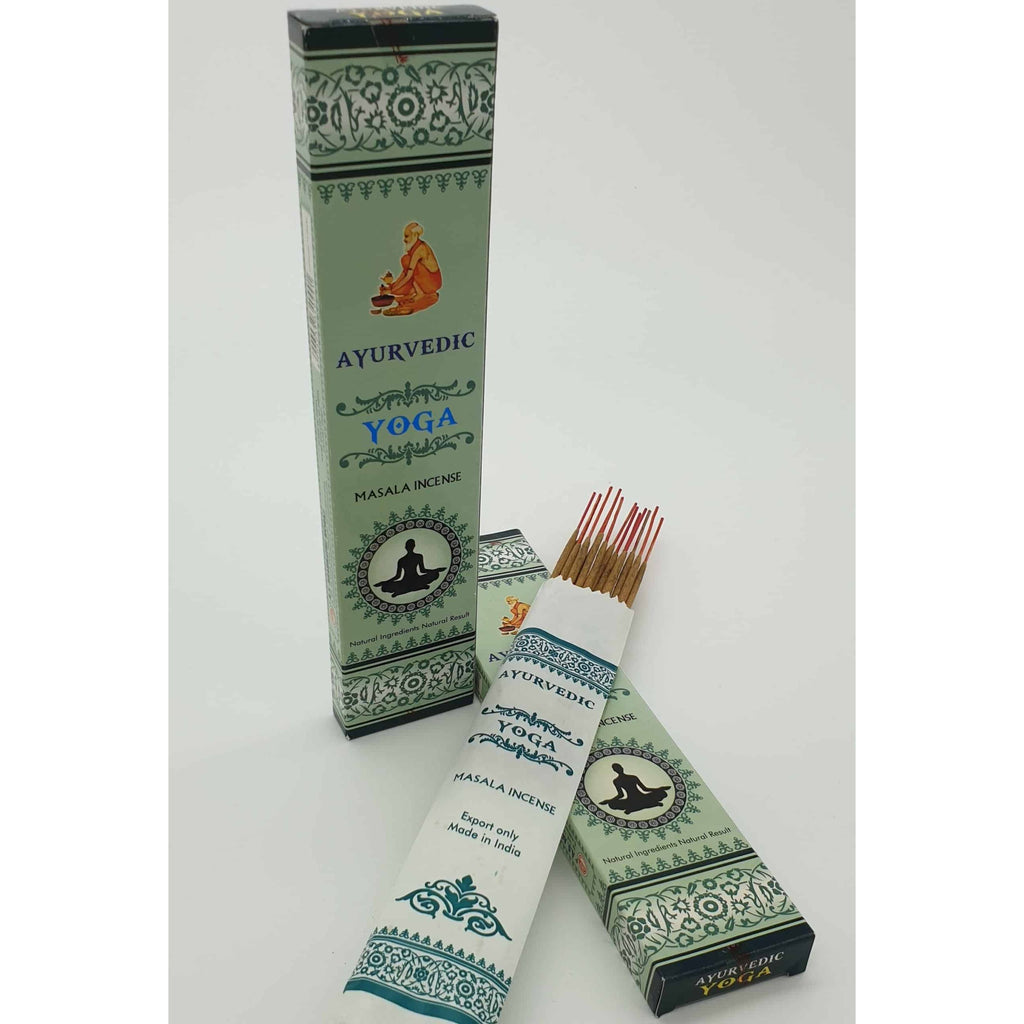 YOGA
AYURVEDIC
YOGA
MASALA INCENSE
Natural Ingredients Natural Result
AYURVEDIC
YOGA
MASALA INCENSE
Export only
Made in India
Natural Ingredients Natural Result
AYURVEDIC
YOGA